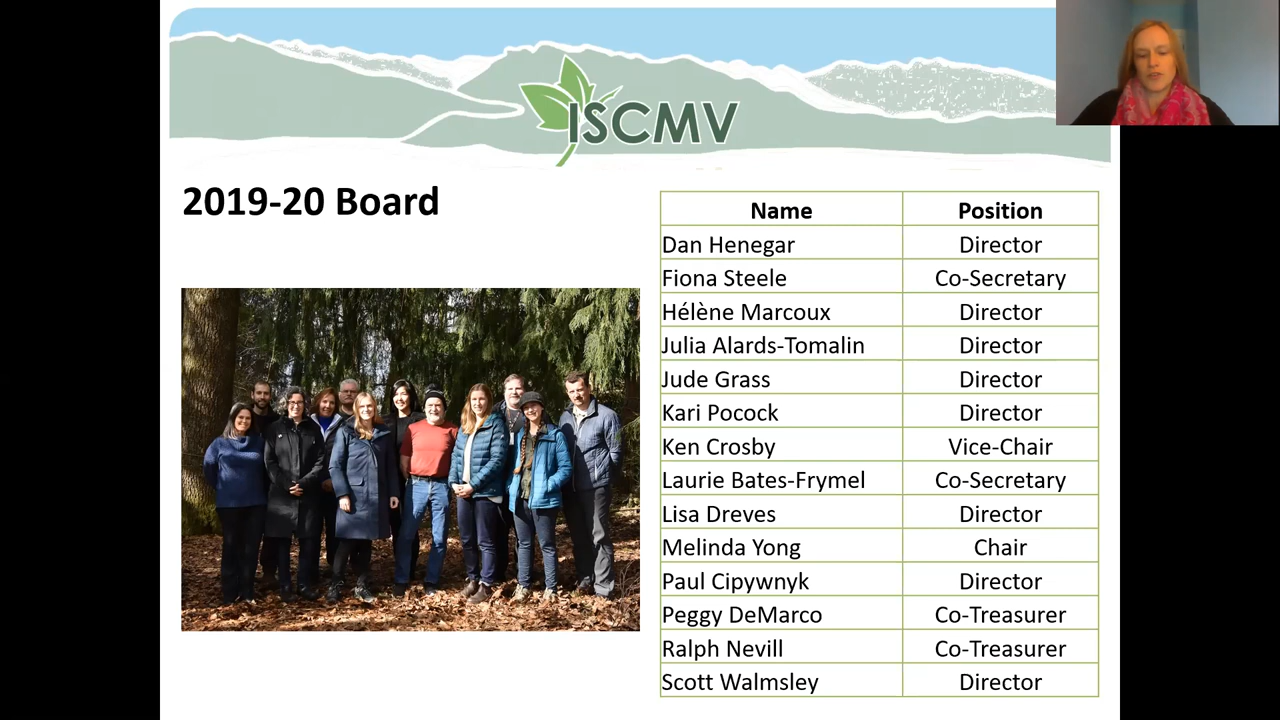 ISCMV
2019-20 Board
Name Position
Dan Henegar Director
Fiona Steele Co-Secretary
Hélène Marcoux Director
Julia Alards-Tomalin Director
Jude Grass Director
Kari Pocock Director
Ken Crosby Vice-Chair
Laurie Bates-Frymel Co-Secretary
Lisa Dreves Director
Melinda Yong Chair
Paul Cipywnyk Director
Peggy DeMarco Co-Treasurer
Ralph Nevill Co-Treasurer
Scott Walmsley Director